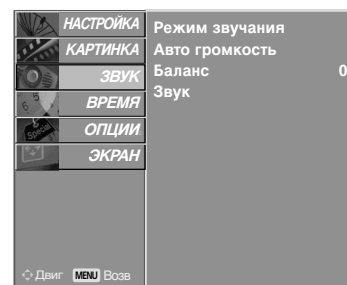 НАСТРОЙКА
КАРТИНКА
ЗВУК
ВРЕМЯ
ОПЦИИ
ЭКРАН
Режим звучания
Авто громкость
Баланс 0
Звук
Двиг MENU Возв